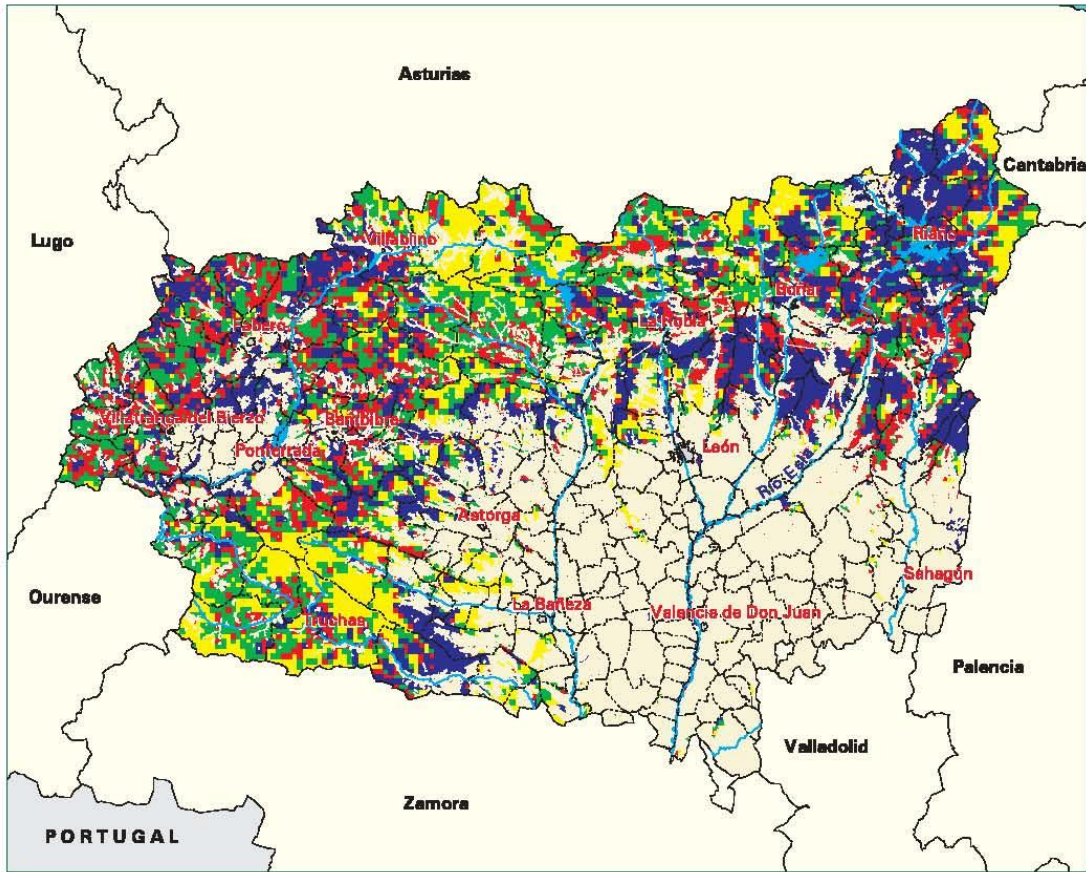 Asturias
Cantabria
Lugo
Villablino
Riaño
Boñar
Fabero
La Robla
Villafranca del Bierzo
Bembibre
Ponferrada
León
Río Esla
Astorga
Sahagún
Ourense
La Bañeza
Truchas
Valencia de Don Juan
Palencia
Valladolid
Zamora
PORTUGAL